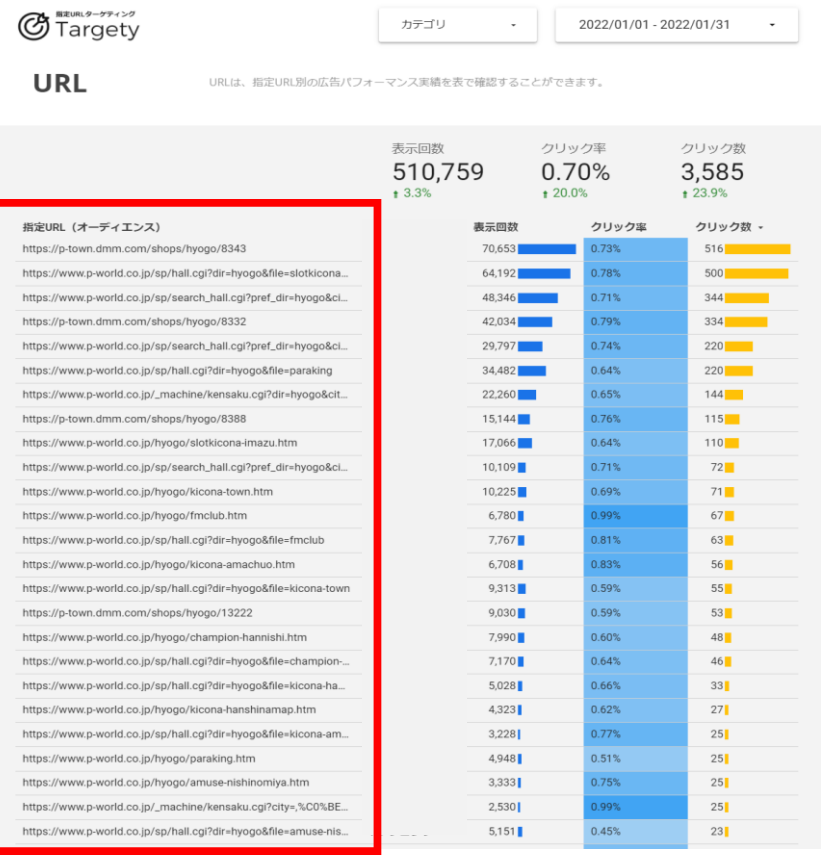 指定URLターゲティング
Targety
カテゴリ
2022/01/01 - 2022/01/31
URL
URLは、指定URL別の広告パフォーマンス実績を表で確認することができます。
表示回数 クリック率 クリック数
510,759 0.70% 3,585
3.3% 20.0% 23.9%
指定URL（オーディエンス） 表示回数 クリック率 クリック数
https://p-town.dmm.com/shops/hyogo/8343 70,653 0.73% 516
https://www.p-world.co.jp/sp/hall.cgi?dir=hyogo&file=slotkicona... 64,192 0.78% 500
https://www.p-world.co.jp/sp/search_hall.cgi?pref_dir=hyogo&ci... 48,346 0.71% 344
https://p-town.dmm.com/shops/hyogo/8332 42,034 0.79% 334
https://www.p-world.co.jp/sp/search_hall.cgi?pref_dir=hyogo&ci... 29,797 0.74% 220
https://www.p-world.co.jp/sp/hall.cgi?dir=hyogo&file=paraking 34,482 0.64% 220
https://www.p-world.co.jp/_machine/kensaku.cgi?dir=hyogo&cit... 22,260 0.65% 144
https://p-town.dmm.com/shops/hyogo/8388 15,144 0.76% 115
https://www.p-world.co.jp/hyogo/slotkicona-imazu.htm 17,066 0.64% 110
https://www.p-world.co.jp/sp/search_hall.cgi?pref_dir=hyogo&ci... 10,109 0.71% 72
https://www.p-world.co.jp/hyogo/kicona-town.htm 10,225 0.69% 71
https://www.p-world.co.jp/hyogo/fmclub.htm 6,780 0.99% 67
https://www.p-world.co.jp/sp/hall.cgi?dir=hyogo&file=fmclub 7,767 0.81% 63
https://www.p-world.co.jp/hyogo/kicona-amachuo.htm 6,708 0.83% 56
https://www.p-world.co.jp/sp/hall.cgi?dir=hyogo&file=kicona-town 9,313 0.59% 55
https://p-town.dmm.com/shops/hyogo/13222 9,030 0.59% 53
https://www.p-world.co.jp/hyogo/champion-hannishi.htm 7,990 0.60% 48
https://www.p-world.co.jp/sp/hall.cgi?dir=hyogo&file=champion-... 7,170 0.64% 46
https://www.p-world.co.jp/sp/hall.cgi?dir=hyogo&file=kicona-ha... 5,028 0.66% 33
https://www.p-world.co.jp/hyogo/kicona-hanshinamap.htm 4,323 0.62% 27
https://www.p-world.co.jp/sp/hall.cgi?dir=hyogo&file=kicona-am... 3,228 0.77% 25
https://www.p-world.co.jp/hyogo/paraking.htm 4,948 0.51% 25
https://www.p-world.co.jp/hyogo/amuse-nishinomiya.htm 3,333 0.75% 25
https://www.p-world.co.jp/_machine/kensaku.cgi?city=,%C0%BE... 2,530 0.99% 25
https://www.p-world.co.jp/sp/hall.cgi?dir=hyogo&file=amuse-nis... 5,151 0.45% 23